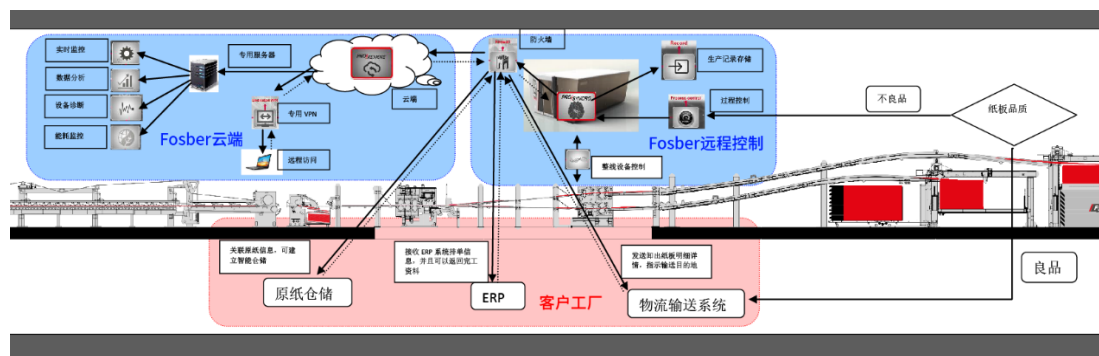 实时监控
数据分析
设备诊断
能耗监控
专用服务器
PROSYNCRO
云端
专用 VPN
远程访问
Fosber云端
防火墙
生产记录存储
过程控制
整线设备控制
Fosber远程控制
不良品
纸板品质
良品
关联原纸信息，可建
立智能仓储
原纸仓储
接收 ERP 系统排单信
息，并且可以返回完工
资料
ERP
客户工厂
发送卸出纸板明细详
情，指示输送目的地
物流输送系统